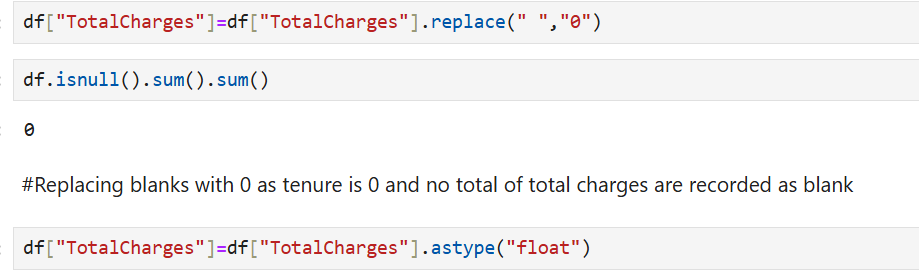 df["TotalCharges"]=df["TotalCharges"].replace(" ","0")
df.isnull().sum().sum()
0
#Replacing blanks with 0 as tenure is 0 and no total of total charges are recorded as blank
df["TotalCharges"]=df["TotalCharges"].astype("float")